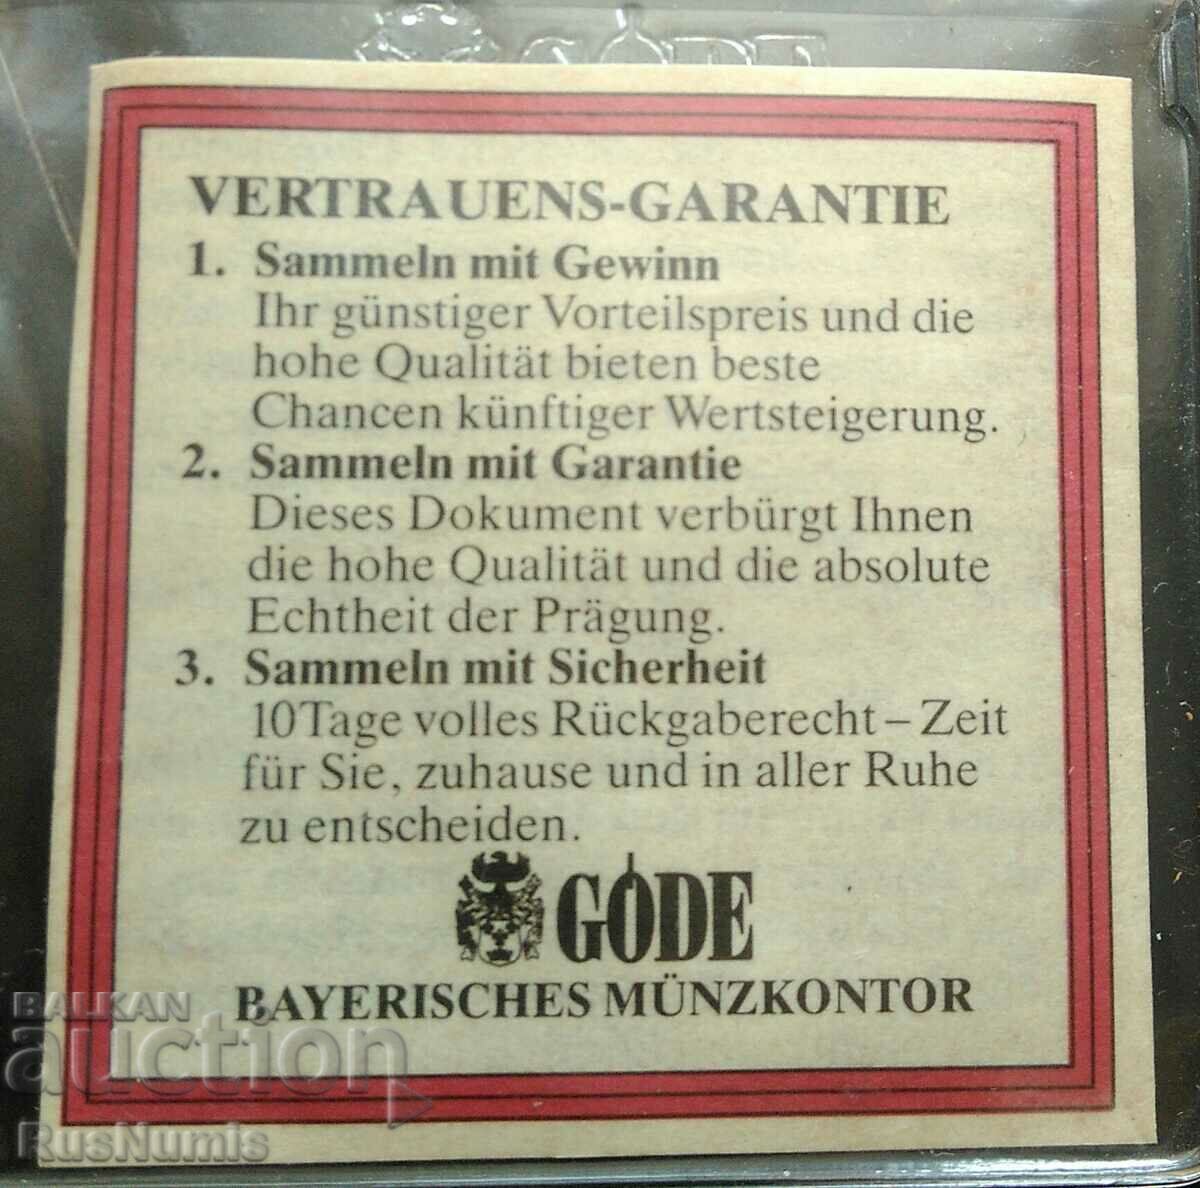 GÖDE
VERTRAUENS-GARANTIE
1. Sammeln mit Gewinn
Ihr günstiger Vorteilspreis und die
hohe Qualität bieten beste
Chancen künftiger Wertsteigerung.
2. Sammeln mit Garantie
Dieses Dokument verbürgt Ihnen
die hohe Qualität und die absolute
Echtheit der Prägung.
3. Sammeln mit Sicherheit
10 Tage volles Rückgaberecht – Zeit
für Sie, zuhause und in aller Ruhe
zu entscheiden.
GÖDE
BAYERISCHES MÜNZKONTOR
BALKAN
auction
RusNumis